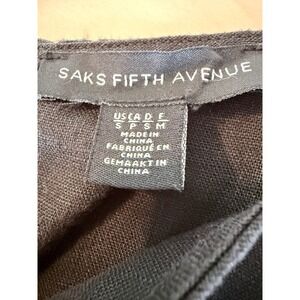 SAKS FIFTH AVENUE
US CA D E
S P S M
MADE IN
CHINA
FABRIQUÉ EN
CHINA
GEMAAKT IN
CHINA